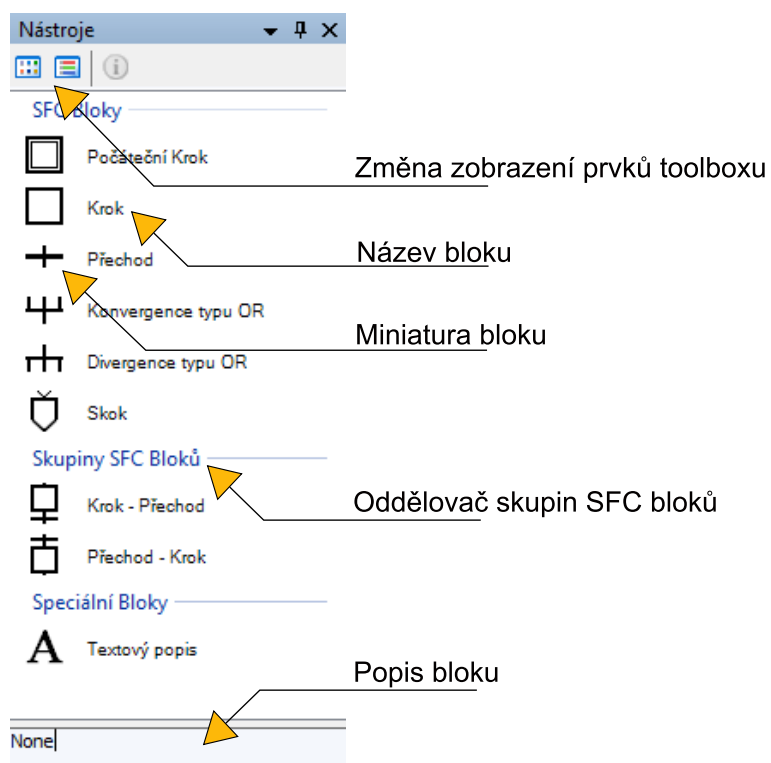 Nástroje
SFC Bloky
Počáteční Krok
Změna zobrazení prvků toolboxu
Krok
Název bloku
Přechod
Konvergence typu OR
Miniatura bloku
Divergence typu OR
Skok
Skupiny SFC Bloků
Krok - Přechod
Oddělovač skupin SFC bloků
Přechod - Krok
Speciální Bloky
A Textový popis
Popis bloku
None